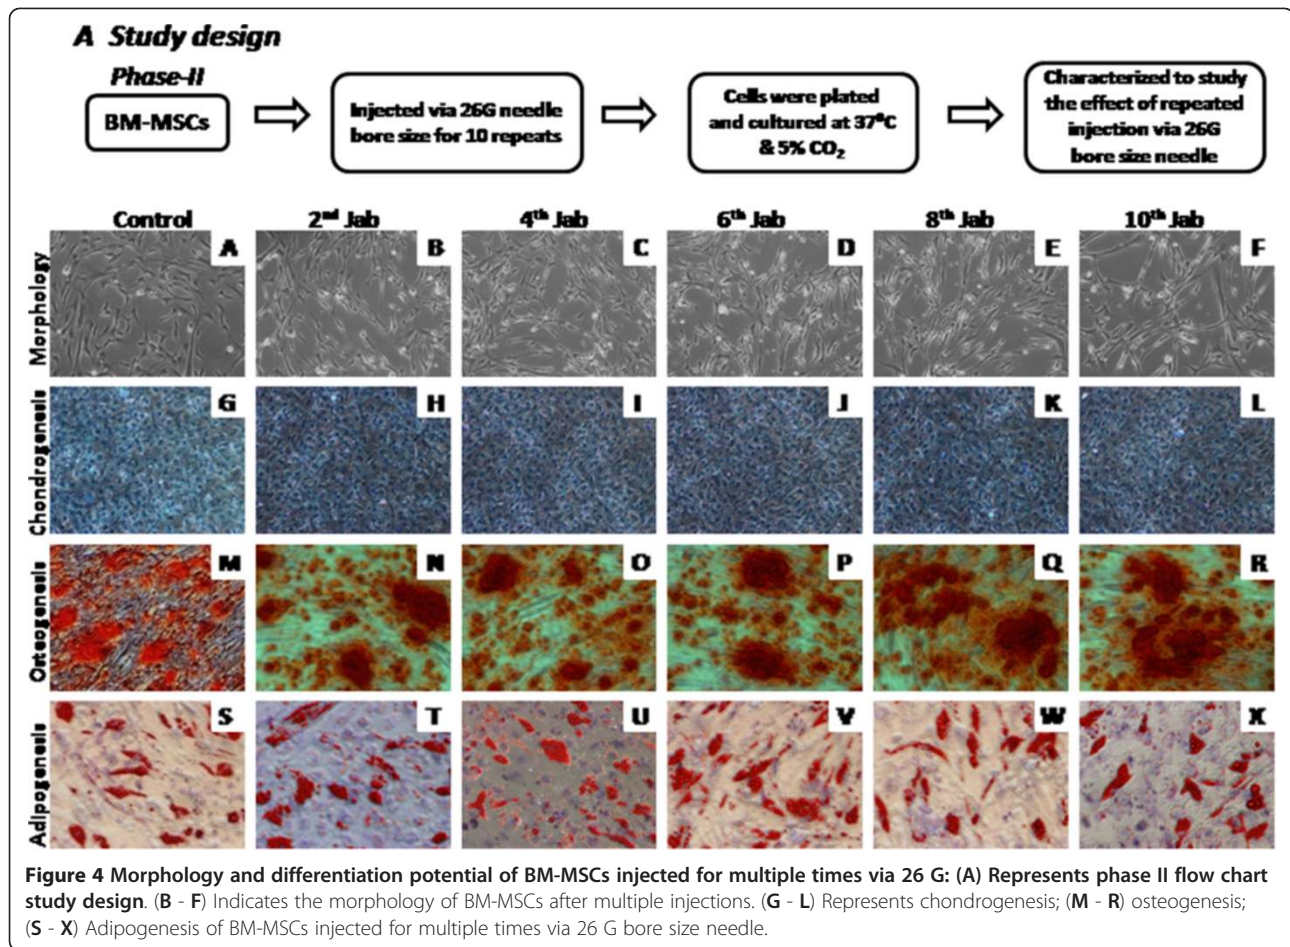 A Study design
Phase-II
BM-MSCs
Injected via 26G needle
bore size for 10 repeats
Cells were plated
and cultured at 37⁰C
& 5% CO₂
Characterized to study
the effect of repeated
injection via 26G
bore size needle
Control
2ⁿᵈ Jab
4ᵗʰ Jab
6ᵗʰ Jab
8ᵗʰ Jab
10ᵗʰ Jab
Morphology
A
B
C
D
E
F
Chondrogenesis
G
H
I
J
K
L
Osteogenesis
M
N
O
P
Q
R
Adipogenesis
S
T
U
V
W
X
Figure 4 Morphology and differentiation potential of BM-MSCs injected for multiple times via 26 G: (A) Represents phase II flow chart
study design. (B - F) Indicates the morphology of BM-MSCs after multiple injections. (G - L) Represents chondrogenesis; (M - R) osteogenesis;
(S - X) Adipogenesis of BM-MSCs injected for multiple times via 26 G bore size needle.